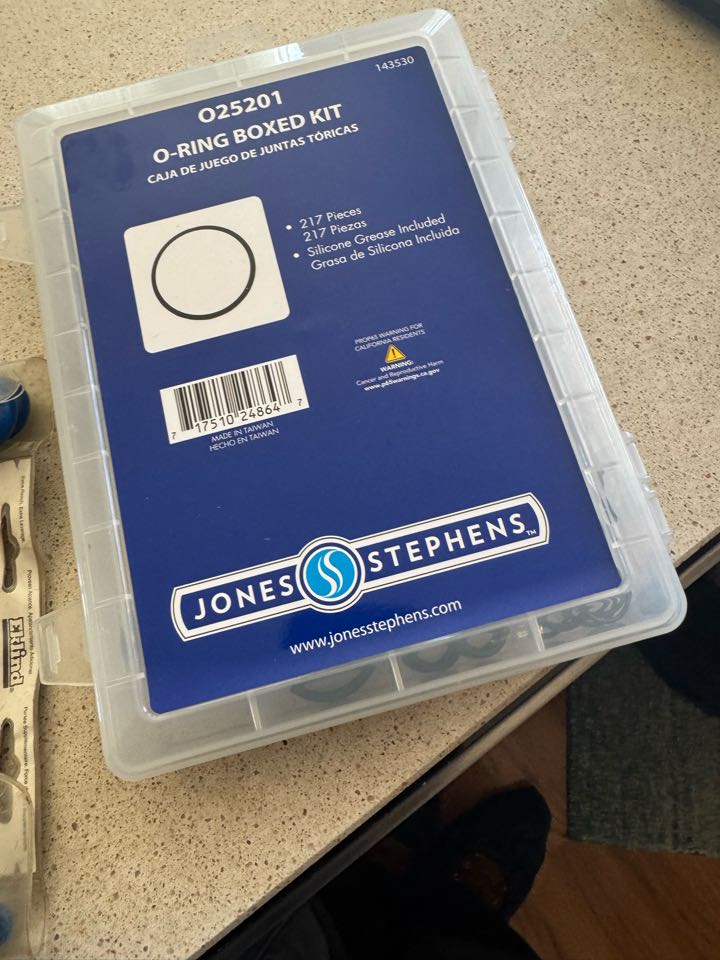 143530
O25201
O-RING BOXED KIT
CAJA DE JUEGO DE JUNTAS TÓRICAS
• 217 Pieces
217 Piezas
• Silicone Grease Included
Grasa de Silicona Incluida
PROP65 WARNING FOR
CALIFORNIA RESIDENTS
WARNING:
Cancer and Reproductive Harm
www.p65warnings.ca.gov
7 17510 24864 7
MADE IN TAIWAN
HECHO EN TAIWAN
JONES STEPHENS™
www.jonesstephens.com
Eklind®